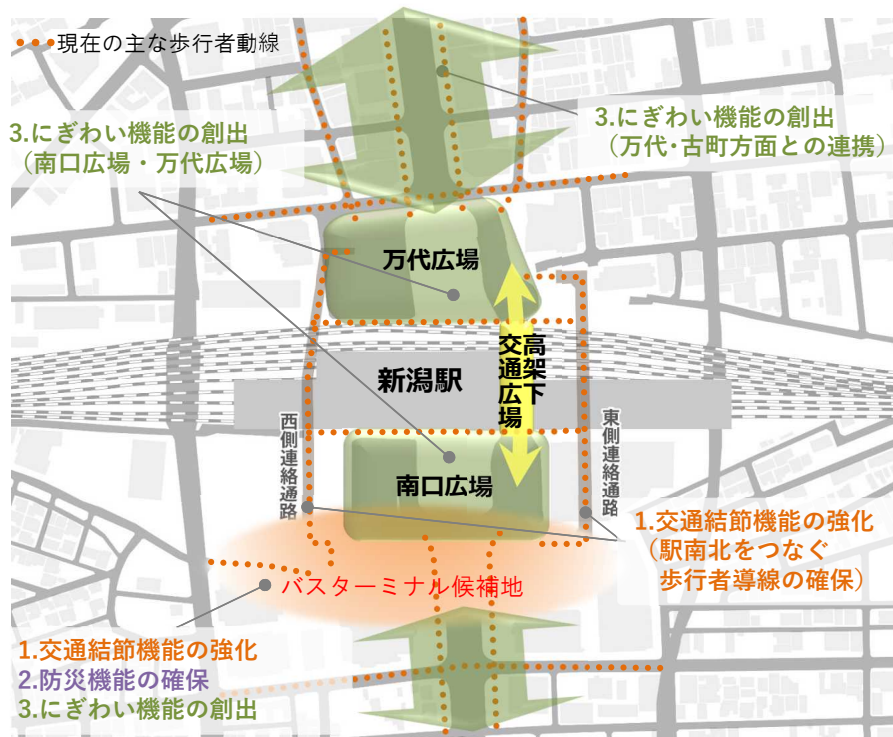 現在の主な歩行者動線
3.にぎわい機能の創出
（南口広場・万代広場）
3.にぎわい機能の創出
（万代・古町方面との連携）
万代広場
高架下
交通広場
新潟駅
西側連絡通路
東側連絡通路
南口広場
1.交通結節機能の強化
（駅南北をつなぐ
歩行者導線の確保）
バスターミナル候補地
1.交通結節機能の強化
2.防災機能の確保
3.にぎわい機能の創出